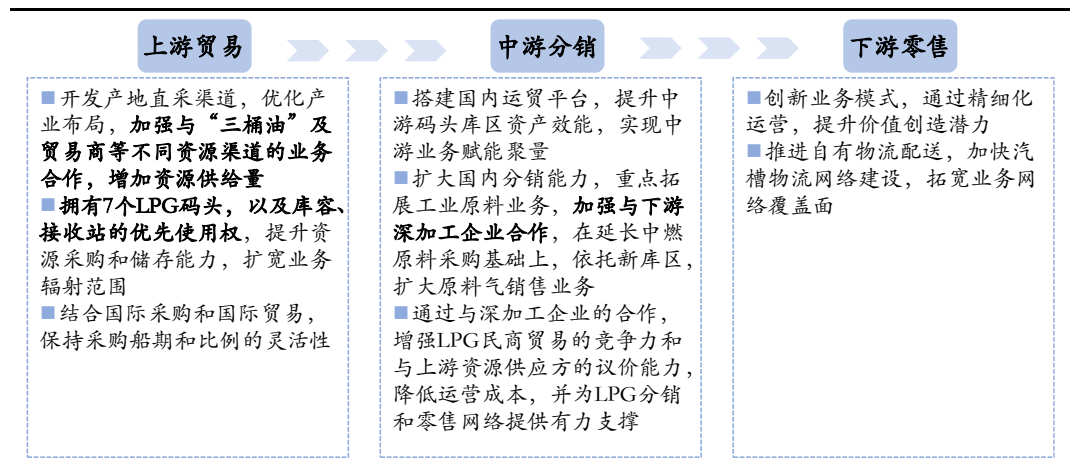 上游贸易
■开发产地直采渠道，优化产
业布局，加强与“三桶油”及
贸易商等不同资源渠道的业务
合作，增加资源供给量
■拥有7个LPG码头，以及库容、
接收站的优先使用权，提升资
源采购和储存能力，扩宽业务
辐射范围
■结合国际采购和国际贸易，
保持采购船期和比例的灵活性
中游分销
■搭建国内运贸平台，提升中
游码头库区资产效能，实现中
游业务赋能聚量
■扩大国内分销能力，重点拓
展工业原料业务，加强与下游
深加工企业合作，在延长中燃
原料采购基础上，依托新库区，
扩大原料气销售业务
■通过与深加工企业的合作，
增强LPG民商贸易的竞争力和
与上游资源供应方的议价能力，
降低运营成本，并为LPG分销
和零售网络提供有力支撑
下游零售
■创新业务模式，通过精细化
运营，提升价值创造潜力
■推进自有物流配送，加快汽
槽物流网络建设，拓宽业务网
络覆盖面